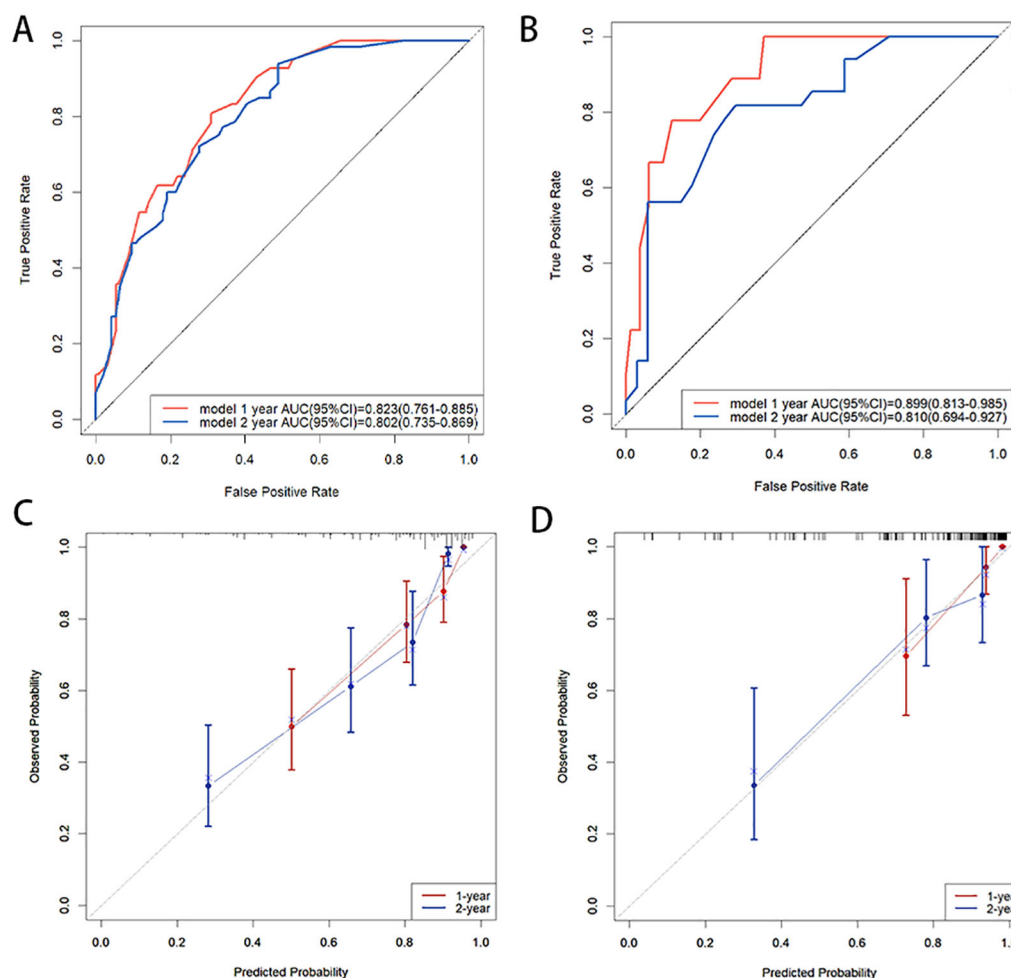 A
True Positive Rate
1.0
0.8
0.6
0.4
0.2
0.0
model 1 year AUC(95%CI)=0.823(0.761-0.885)
model 2 year AUC(95%CI)=0.802(0.735-0.869)
0.0 0.2 0.4 0.6 0.8 1.0
False Positive Rate
B
True Positive Rate
1.0
0.8
0.6
0.4
0.2
0.0
model 1 year AUC(95%CI)=0.899(0.813-0.985)
model 2 year AUC(95%CI)=0.810(0.694-0.927)
0.0 0.2 0.4 0.6 0.8 1.0
False Positive Rate
C
Observed Probability
1.0
0.8
0.6
0.4
0.2
0.0
1-year
2-year
0.0 0.2 0.4 0.6 0.8 1.0
Predicted Probability
D
Observed Probability
1.0
0.8
0.6
0.4
0.2
0.0
1-year
2-year
0.0 0.2 0.4 0.6 0.8 1.0
Predicted Probability